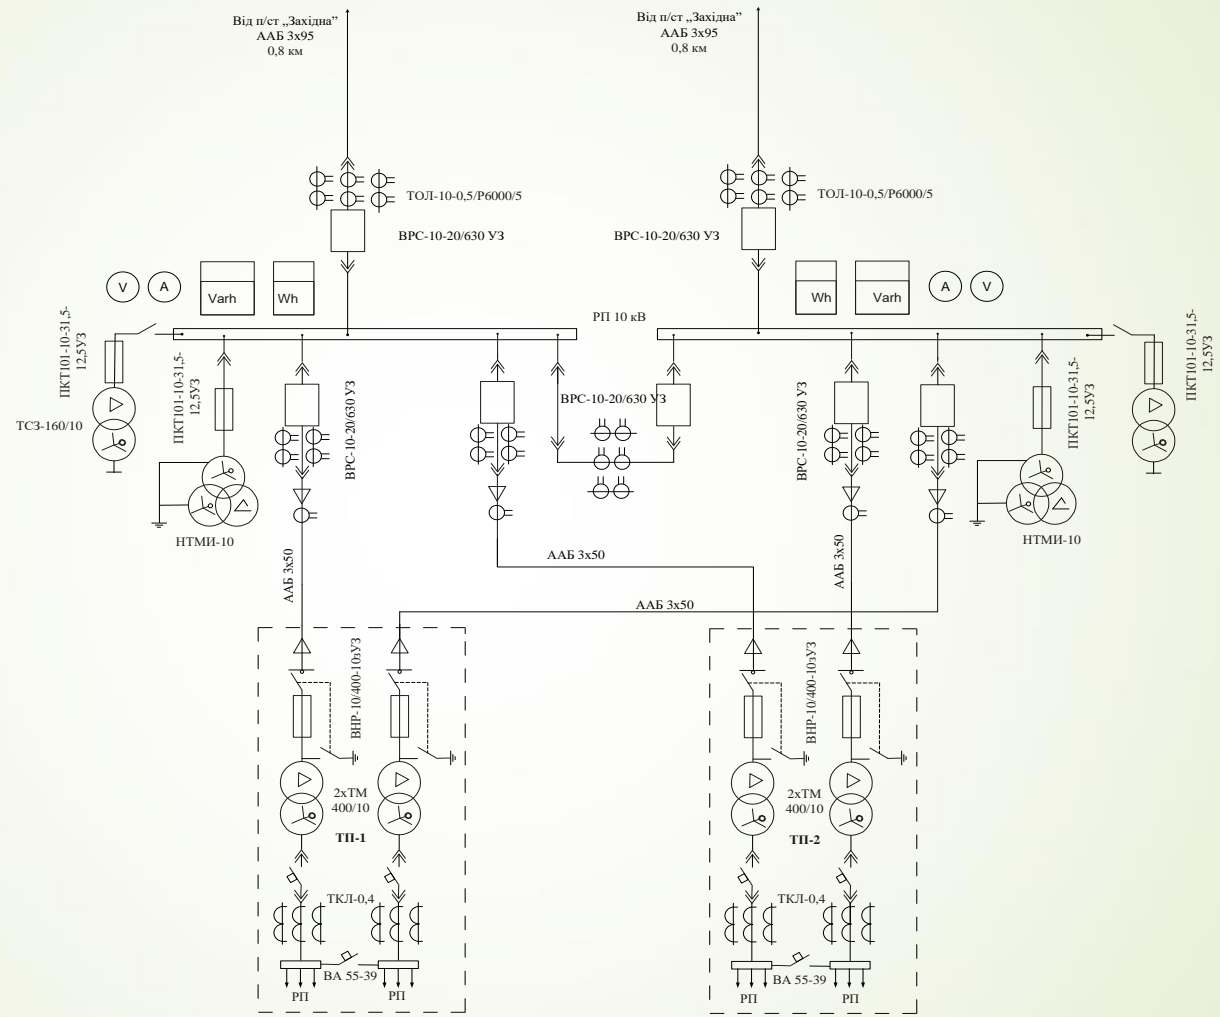 Від п/ст „Західна”
ААБ 3х95
0,8 км
Від п/ст „Західна”
ААБ 3х95
0,8 км
ТОЛ-10-0,5/Р6000/5
ТОЛ-10-0,5/Р6000/5
ВРС-10-20/630 УЗ
ВРС-10-20/630 УЗ
V
A
Varh
Wh
Wh
Varh
A
V
РП 10 кВ
ПКТ101-10-31,5-
12,5УЗ
ПКТ101-10-31,5-
12,5УЗ
ПКТ101-10-31,5-
12,5УЗ
ПКТ101-10-31,5-
12,5УЗ
ТСЗ-160/10
ВРС-10-20/630 УЗ
ВРС-10-20/630 УЗ
ВРС-10-20/630 УЗ
НТМИ-10
НТМИ-10
ААБ 3х50
ААБ 3х50
ААБ 3х50
ААБ 3х50
ВНР-10/400-10зУЗ
ВНР-10/400-10зУЗ
2хТМ
400/10
ТП-1
2хТМ
400/10
ТП-2
ТКЛ-0,4
ТКЛ-0,4
ВА 55-39
ВА 55-39
РП
РП
РП
РП